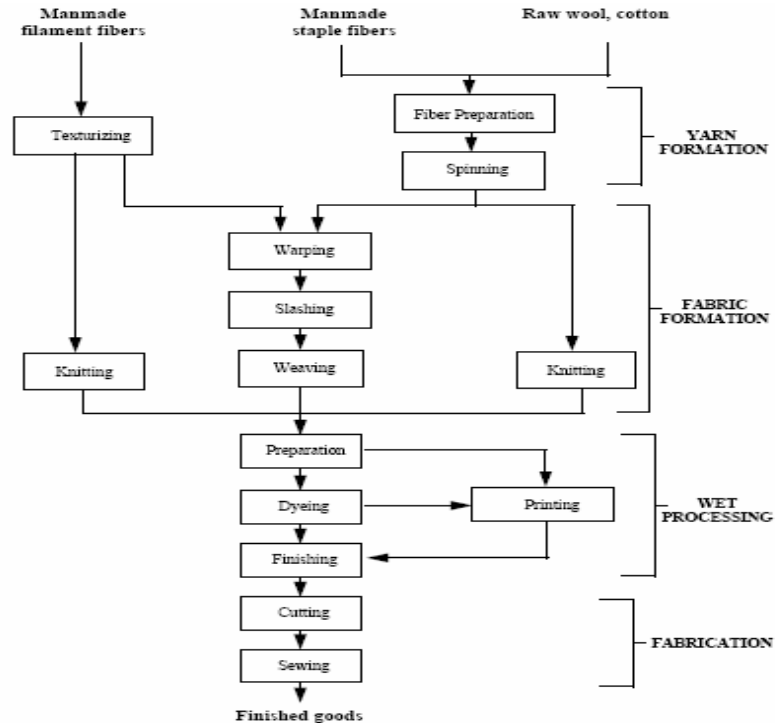 Manmade
filament fibers
Manmade
staple fibers
Raw wool, cotton
Fiber Preparation
Texturizing
YARN
FORMATION
Spinning
Warping
Slashing
FABRIC
FORMATION
Knitting
Weaving
Knitting
Preparation
Dyeing
Printing
WET
PROCESSING
Finishing
Cutting
FABRICATION
Sewing
Finished goods